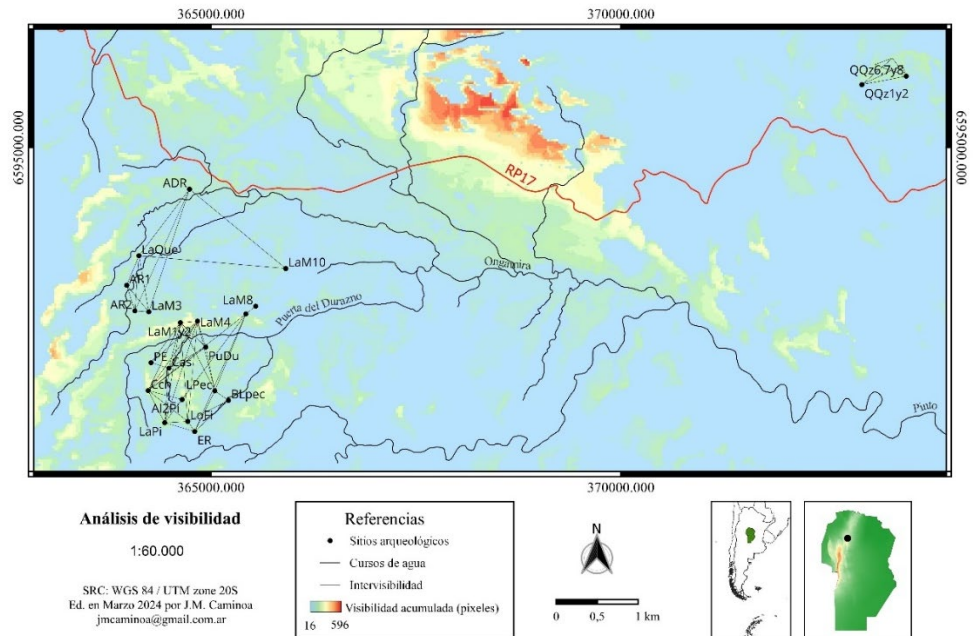 365000.000
370000.000
6595000.000
6595000.000
QQz6,7y8
QQz1y2
RP17
ADR
LaQue
LaM10
Ongamira
AR1
AR2
LaM3
LaM8
Puerta del Durazno
LaM1y2
LaM4
PE
Cas
PuDu
Cch
LPec
BLpec
AI2Pi
LoFi
LaPi
ER
Pinto
365000.000
370000.000
Análisis de visibilidad
1:60.000
SRC: WGS 84 / UTM zone 20S
Ed. en Marzo 2024 por J.M. Caminoa
jmcaminoa@gmail.com.ar
Referencias
Sitios arqueológicos
Cursos de agua
Intervisibilidad
Visibilidad acumulada (pixeles)
16 596
N
0 0,5 1 km